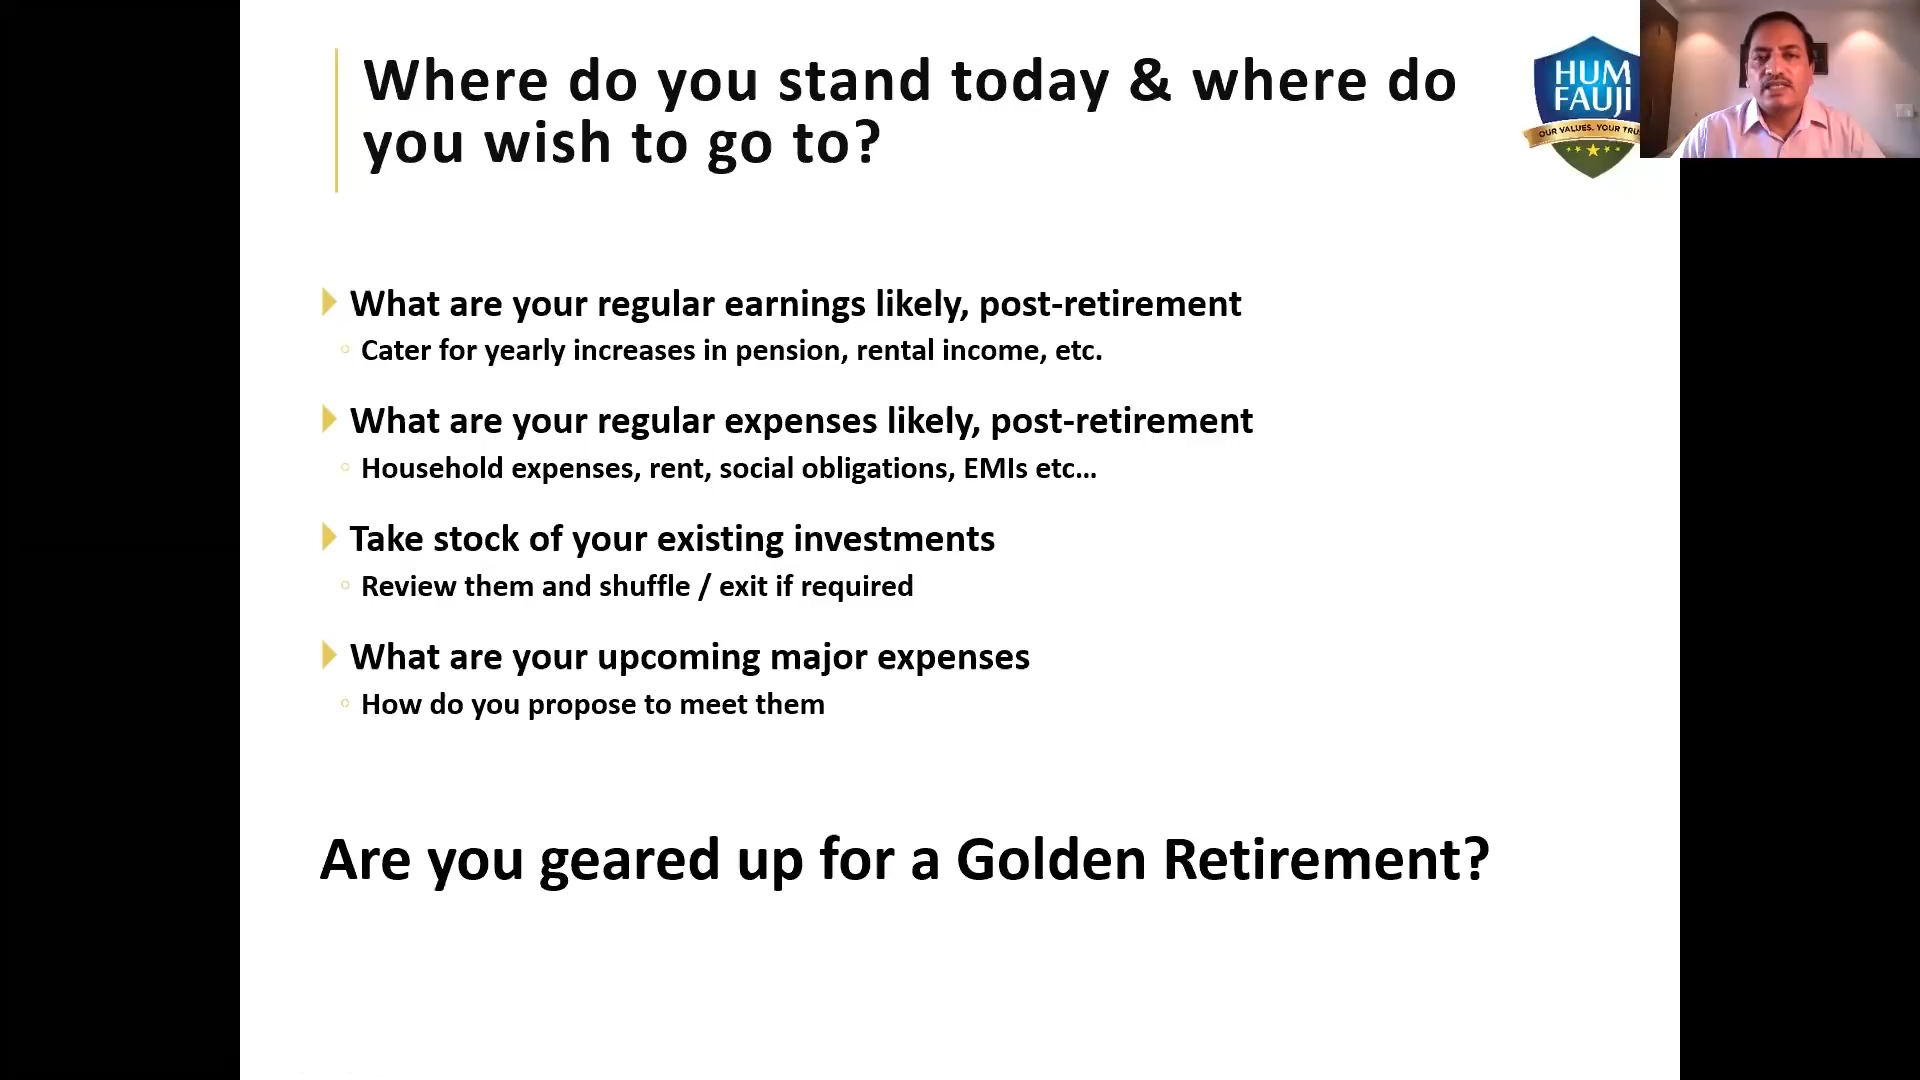 Where do you stand today & where do
you wish to go to?
HUM
FAUJI
OUR VALUES. YOUR
What are your regular earnings likely, post-retirement
Cater for yearly increases in pension, rental income, etc.
What are your regular expenses likely, post-retirement
Household expenses, rent, social obligations, EMIs etc...
Take stock of your existing investments
Review them and shuffle / exit if required
What are your upcoming major expenses
How do you propose to meet them
Are you geared up for a Golden Retirement?